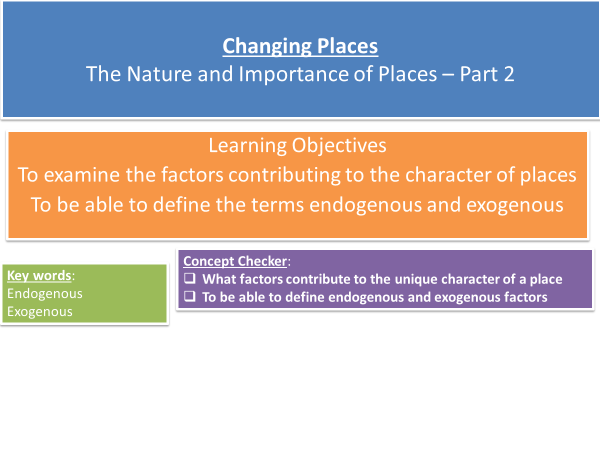 Changing Places
The Nature and Importance of Places – Part 2
Learning Objectives
To examine the factors contributing to the character of places
To be able to define the terms endogenous and exogenous
Key words:
Endogenous
Exogenous
Concept Checker:
❑ What factors contribute to the unique character of a place
❑ To be able to define endogenous and exogenous factors